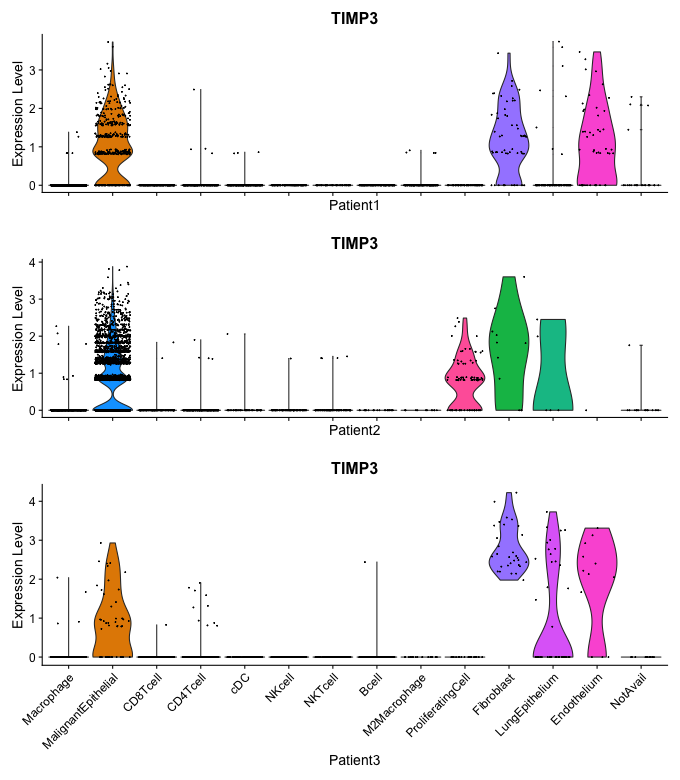 TIMP3
Expression Level
3
2
1
0
Patient1
TIMP3
Expression Level
4
3
2
1
0
Patient2
TIMP3
Expression Level
4
3
2
1
0
Macrophage
MalignantEpithelial
CD8Tcell
CD4Tcell
cDC
NKcell
NKTcell
Bcell
M2Macrophage
ProliferatingCell
Fibroblast
LungEpithelium
Endothelium
NotAvail
Patient3